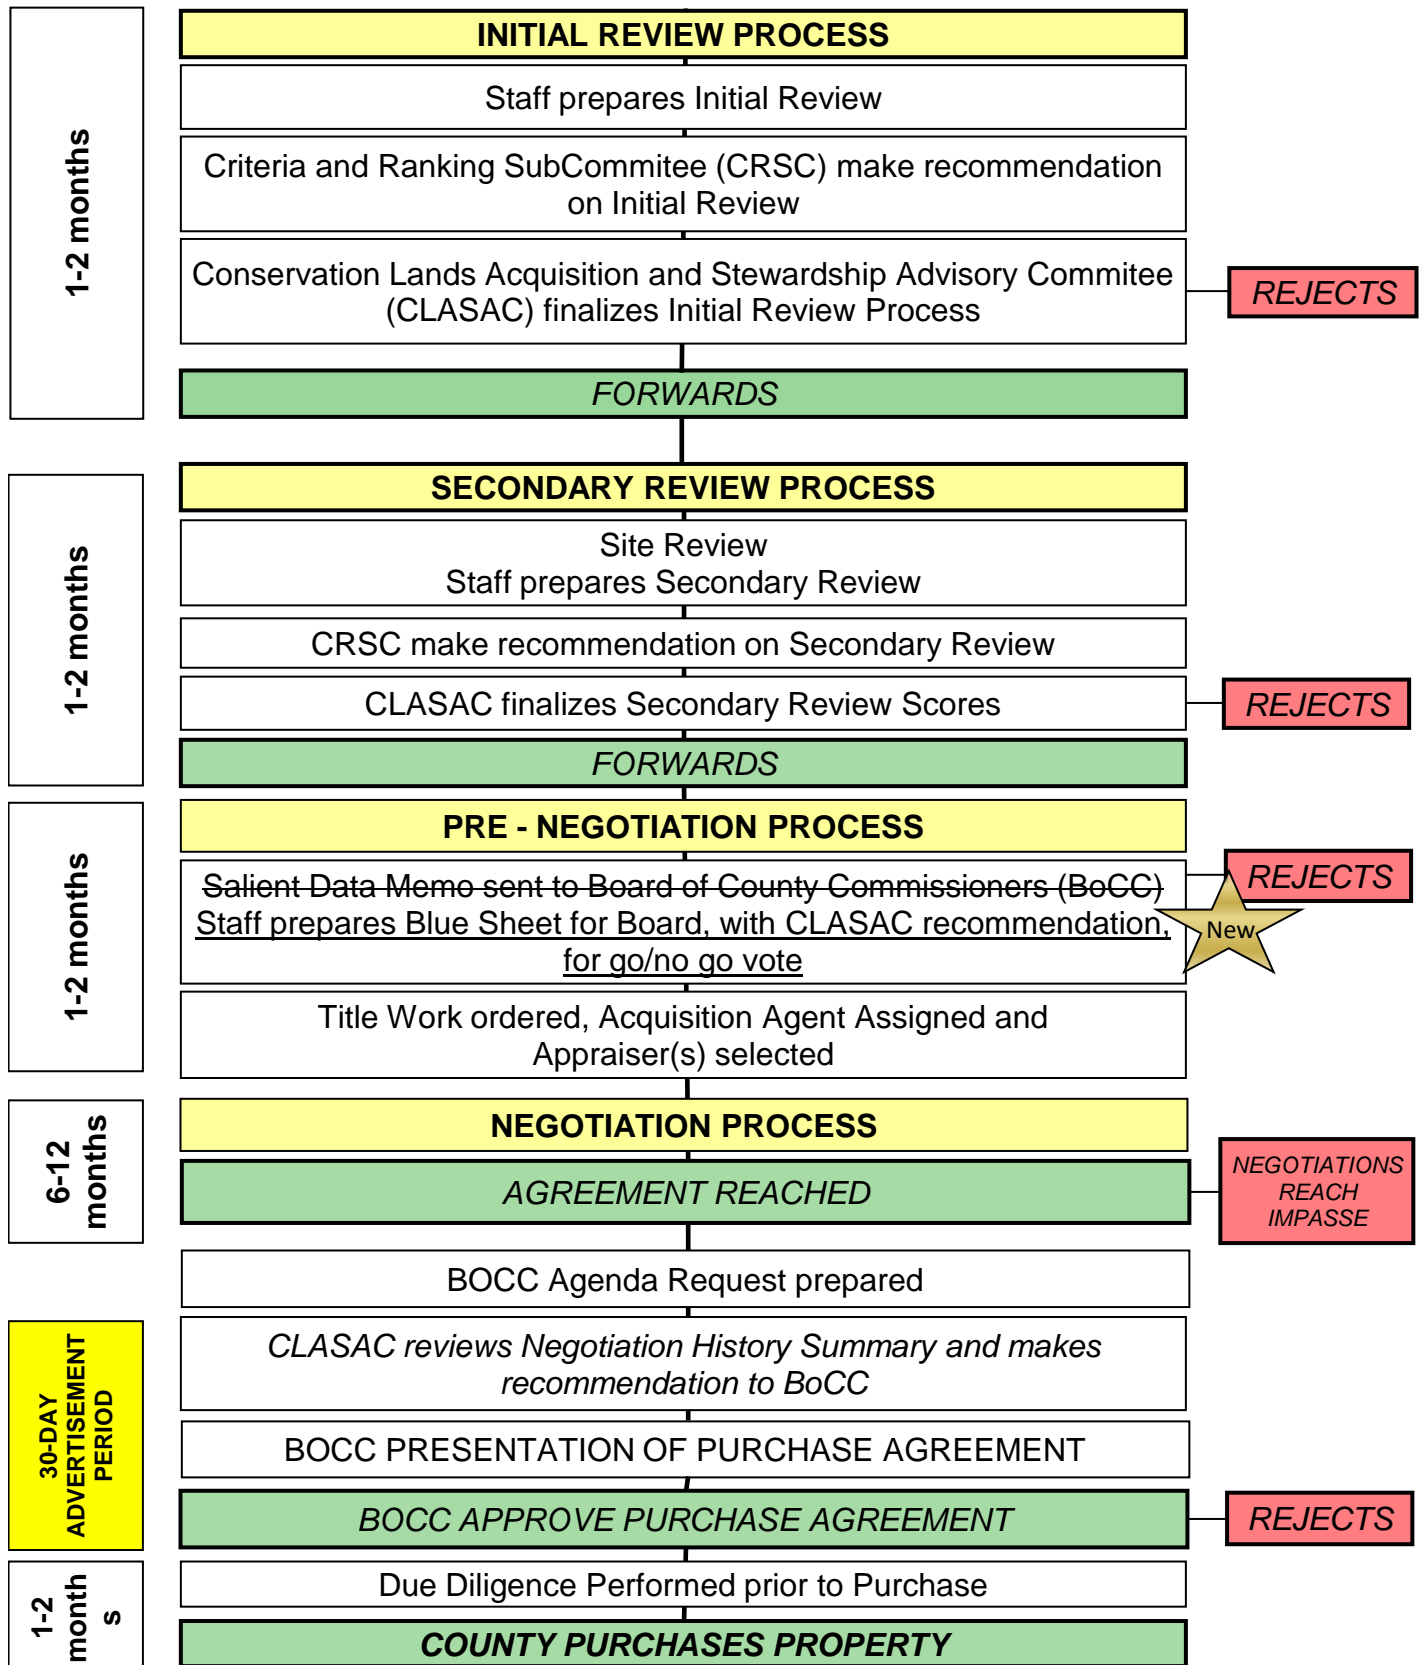 INITIAL REVIEW PROCESS
Staff prepares Initial Review
Criteria and Ranking SubCommitee (CRSC) make recommendation
on Initial Review
1-2 months
Conservation Lands Acquisition and Stewardship Advisory Commitee
(CLASAC) finalizes Initial Review Process
REJECTS
FORWARDS
SECONDARY REVIEW PROCESS
Site Review
Staff prepares Secondary Review
1-2 months
CRSC make recommendation on Secondary Review
CLASAC finalizes Secondary Review Scores
REJECTS
FORWARDS
PRE - NEGOTIATION PROCESS
1-2 months
Salient Data Memo sent to Board of County Commissioners (BoCC)
REJECTS
Staff prepares Blue Sheet for Board, with CLASAC recommendation,
for go/no go vote
New
Title Work ordered, Acquisition Agent Assigned and
Appraiser(s) selected
6-12
months
NEGOTIATION PROCESS
AGREEMENT REACHED
NEGOTIATIONS
REACH
IMPASSE
BOCC Agenda Request prepared
30-DAY
ADVERTISEMENT
PERIOD
CLASAC reviews Negotiation History Summary and makes
recommendation to BoCC
BOCC PRESENTATION OF PURCHASE AGREEMENT
BOCC APPROVE PURCHASE AGREEMENT
REJECTS
1-2
month
s
Due Diligence Performed prior to Purchase
COUNTY PURCHASES PROPERTY